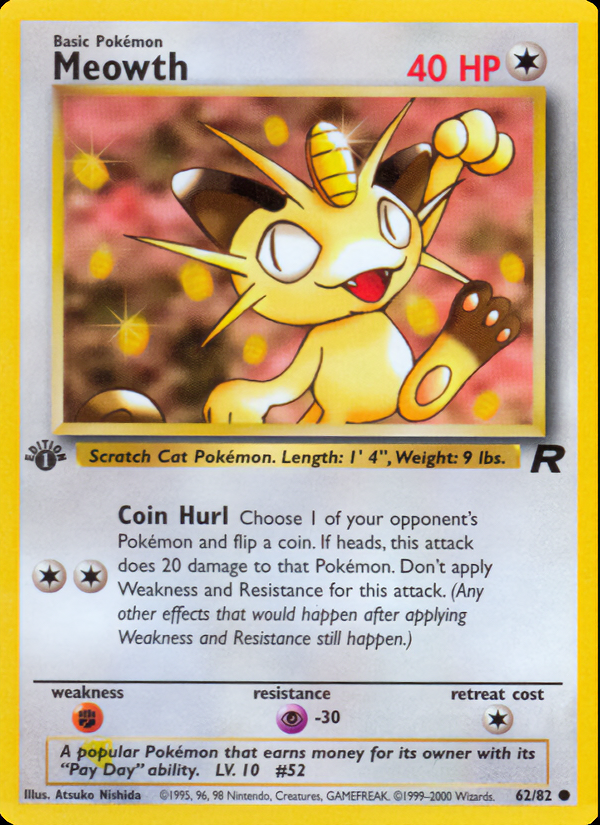 Basic Pokémon
Meowth
40 HP
EDITION
1
Scratch Cat Pokémon. Length: 1' 4", Weight: 9 lbs.
R
Coin Hurl Choose 1 of your opponent's
Pokémon and flip a coin. If heads, this attack
does 20 damage to that Pokémon. Don't apply
Weakness and Resistance for this attack. (Any
other effects that would happen after applying
Weakness and Resistance still happen.)
weakness resistance retreat cost
-30
A popular Pokémon that earns money for its owner with its
"Pay Day" ability. LV. 10 #52
Illus. Atsuko Nishida ©1995, 96, 98 Nintendo, Creatures, GAMEFREAK. ©1999-2000 Wizards. 62/82 ●